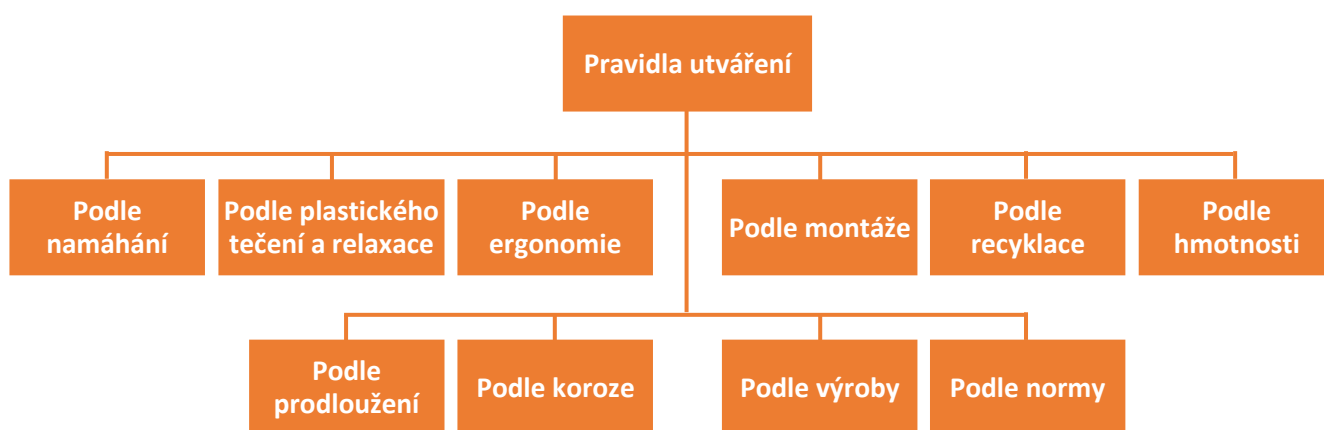 Pravidla utváření
Podle
namáhání
Podle plastického
tečení a relaxace
Podle
ergonomie
Podle montáže
Podle
recyklace
Podle
hmotnosti
Podle
prodloužení
Podle koroze
Podle výroby
Podle normy